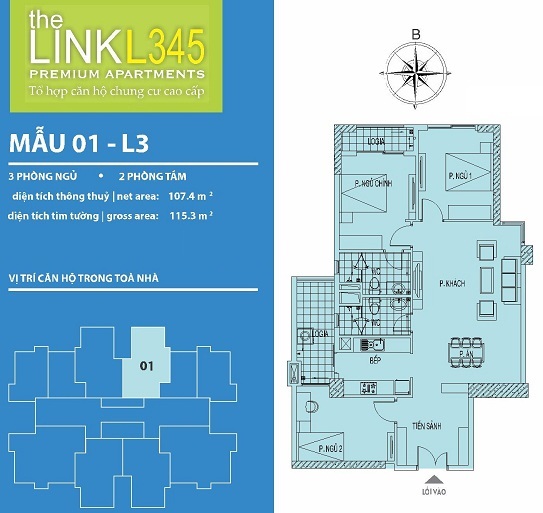 the
LINK L345
PREMIUM APARTMENTS
Tổ hợp căn hộ chung cư cao cấp
MẪU 01 - L3
3 PHÒNG NGỦ • 2 PHÒNG TẮM
diện tích thông thuỷ | net area: 107.4 m²
diện tích tim tường | gross area: 115.3 m²
VỊ TRÍ CĂN HỘ TRONG TOÀ NHÀ
01
B
LOGIA
P. NGỦ CHÍNH
P. NGỦ 1
WC
P. KHÁCH
WC
LOGIA
BẾP
P. ĂN
TIỀN SẢNH
P. NGỦ 2
LỐI VÀO